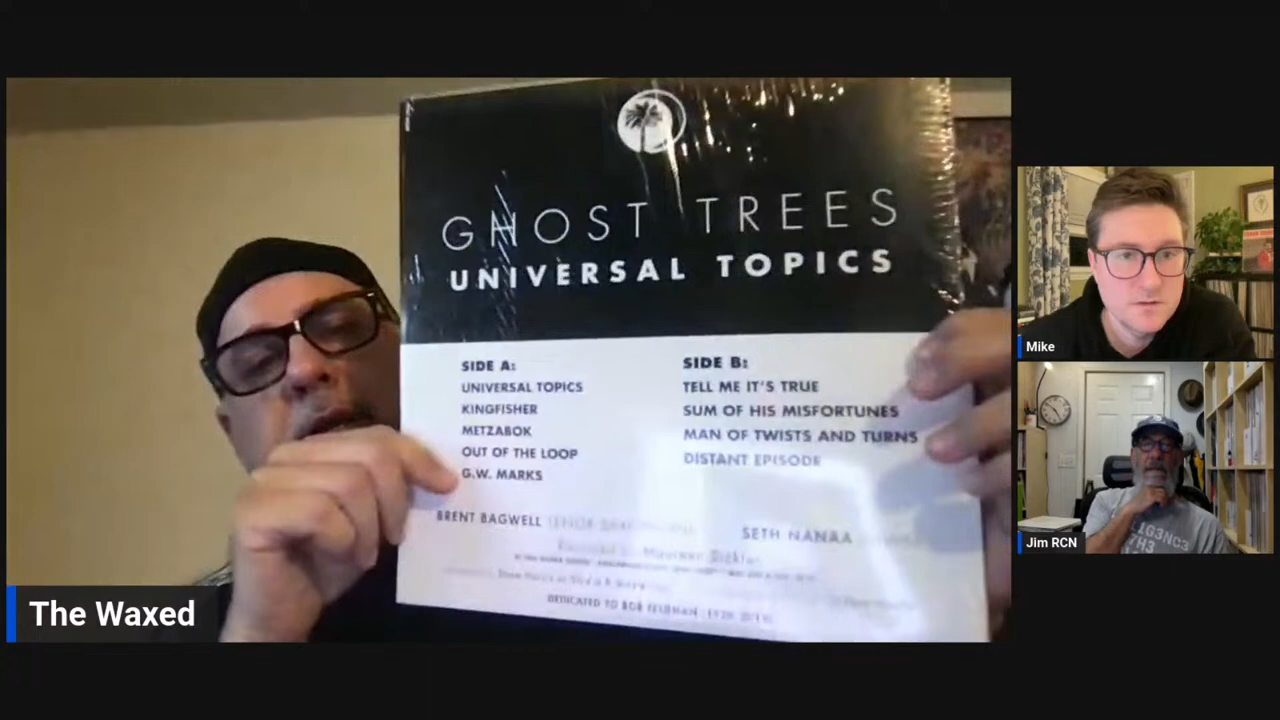 GHOST TREES
UNIVERSAL TOPICS
SIDE A:
UNIVERSAL TOPICS
KINGFISHER
METZABOK
OUT OF THE LOOP
G.W. MARKS
SIDE B:
TELL ME IT'S TRUE
SUM OF HIS MISFORTUNES
MAN OF TWISTS AND TURNS
DISTANT EPISODE
BRENT BAGWELL TENOR
SETH NANAA
DEDICATED TO BOB FELDMAN
The Waxed
Mike
Jim RCN